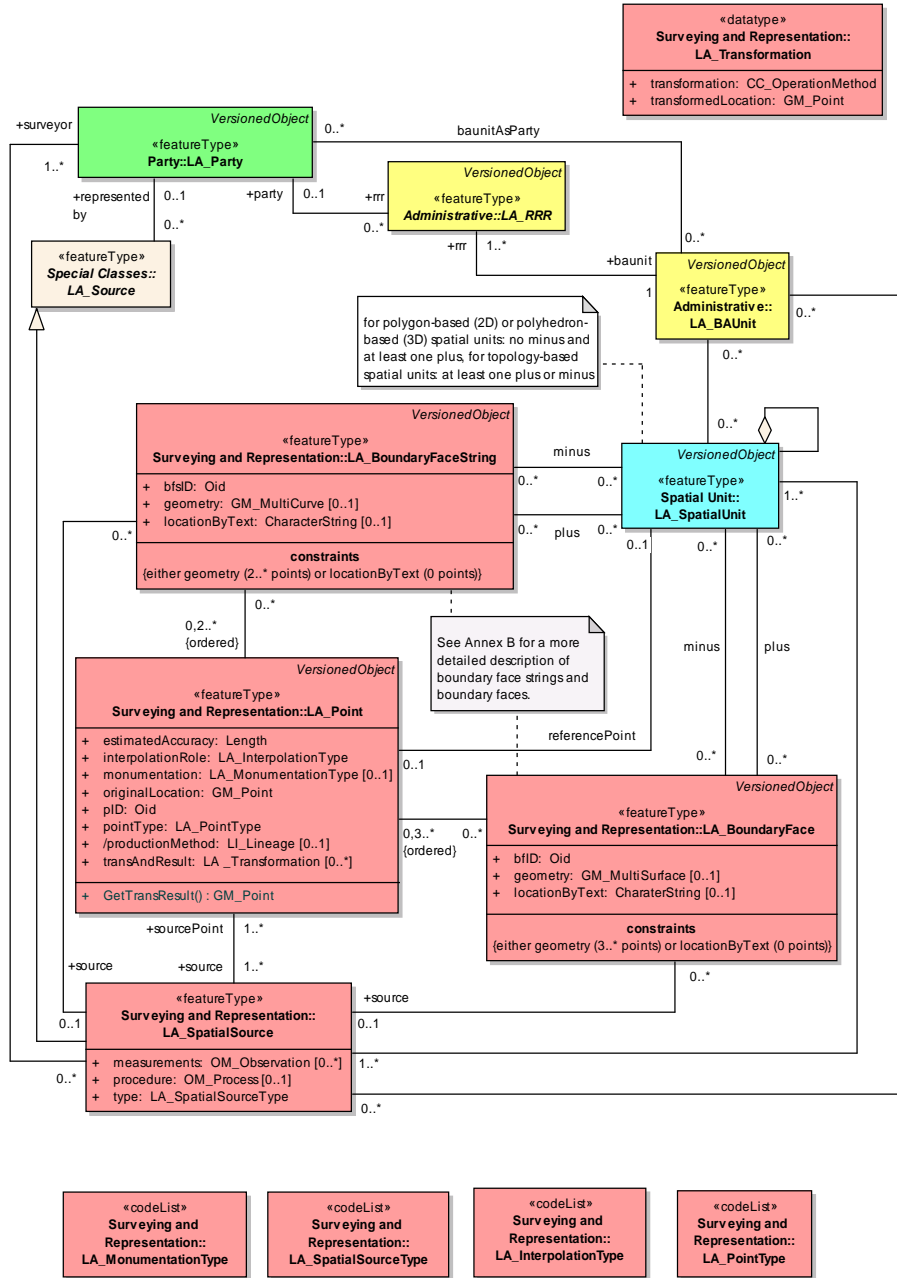 «datatype»
Surveying and Representation::
LA_Transformation
+ transformation: CC_OperationMethod
+ transformedLocation: GM_Point
+surveyor
1..*
VersionedObject
«featureType»
Party::LA_Party
0..*
baunitAsParty
0..*
+represented
by
0..1
0..*
+party
0..1
+rrr
0..*
VersionedObject
«featureType»
Administrative::LA_RRR
+rrr
1..*
+baunit
1
«featureType»
Special Classes::
LA_Source
VersionedObject
«featureType»
Administrative::
LA_BAUnit
0..*
0..*
0..*
for polygon-based (2D) or polyhedron-
based (3D) spatial units: no minus and
at least one plus, for topology-based
spatial units: at least one plus or minus
VersionedObject
«featureType»
Surveying and Representation::LA_BoundaryFaceString
+ bfsID: Oid
+ geometry: GM_MultiCurve [0..1]
+ locationByText: CharacterString [0..1]
constraints
{either geometry (2..* points) or locationByText (0 points)}
minus
0..*
0..*
0..*
plus
0..*
VersionedObject
«featureType»
Spatial Unit::
LA_SpatialUnit
1..*
0..1
0..*
0..*
0..*
0..*
0,2..*
{ordered}
See Annex B for a more
detailed description of
boundary face strings and
boundary faces.
minus
plus
VersionedObject
«featureType»
Surveying and Representation::LA_Point
+ estimatedAccuracy: Length
+ interpolationRole: LA_InterpolationType
+ monumentation: LA_MonumentationType [0..1]
+ originalLocation: GM_Point
+ pID: Oid
+ pointType: LA_PointType
+ /productionMethod: LI_Lineage [0..1]
+ transAndResult: LA _Transformation [0..*]
+ GetTransResult() : GM_Point
referencePoint
0..1
0..*
0..*
0,3..*
{ordered}
0..*
VersionedObject
«featureType»
Surveying and Representation::LA_BoundaryFace
+ bfID: Oid
+ geometry: GM_MultiSurface [0..1]
+ locationByText: CharaterString [0..1]
constraints
{either geometry (3..* points) or locationByText (0 points)}
+sourcePoint
1..*
+source
+source
1..*
0..*
+source
0..1
0..1
«featureType»
Surveying and Representation::
LA_SpatialSource
+ measurements: OM_Observation [0..*]
+ procedure: OM_Process [0..1]
+ type: LA_SpatialSourceType
1..*
0..*
0..*
«codeList»
Surveying and
Representation::
LA_MonumentationType
«codeList»
Surveying and
Representation::
LA_SpatialSourceType
«codeList»
Surveying and
Representation::
LA_InterpolationType
«codeList»
Surveying and
Representation::
LA_PointType